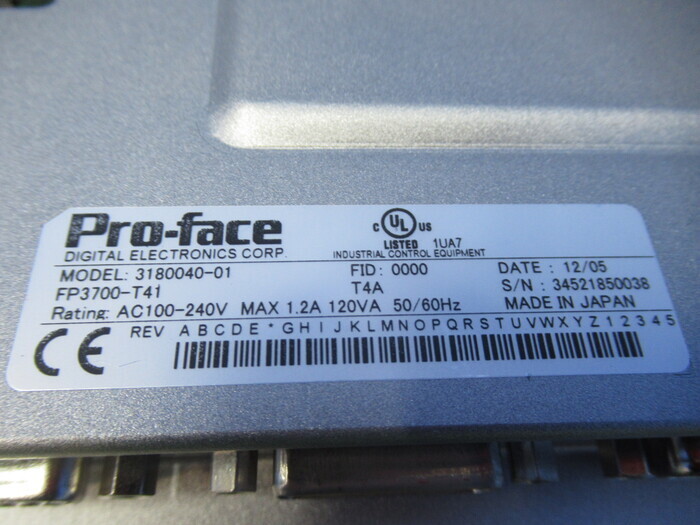 Pro-face
DIGITAL ELECTRONICS CORP.
C UL US
LISTED 1UA7
INDUSTRIAL CONTROL EQUIPMENT
MODEL: 3180040-01 FID: 0000 DATE : 12/05
FP3700-T41 T4A S/N : 34521850038
Rating: AC100-240V MAX 1.2A 120VA 50/60Hz MADE IN JAPAN
CE REV A B C D E * G H I J K L M N O P Q R S T U V W X Y Z 1 2 3 4 5